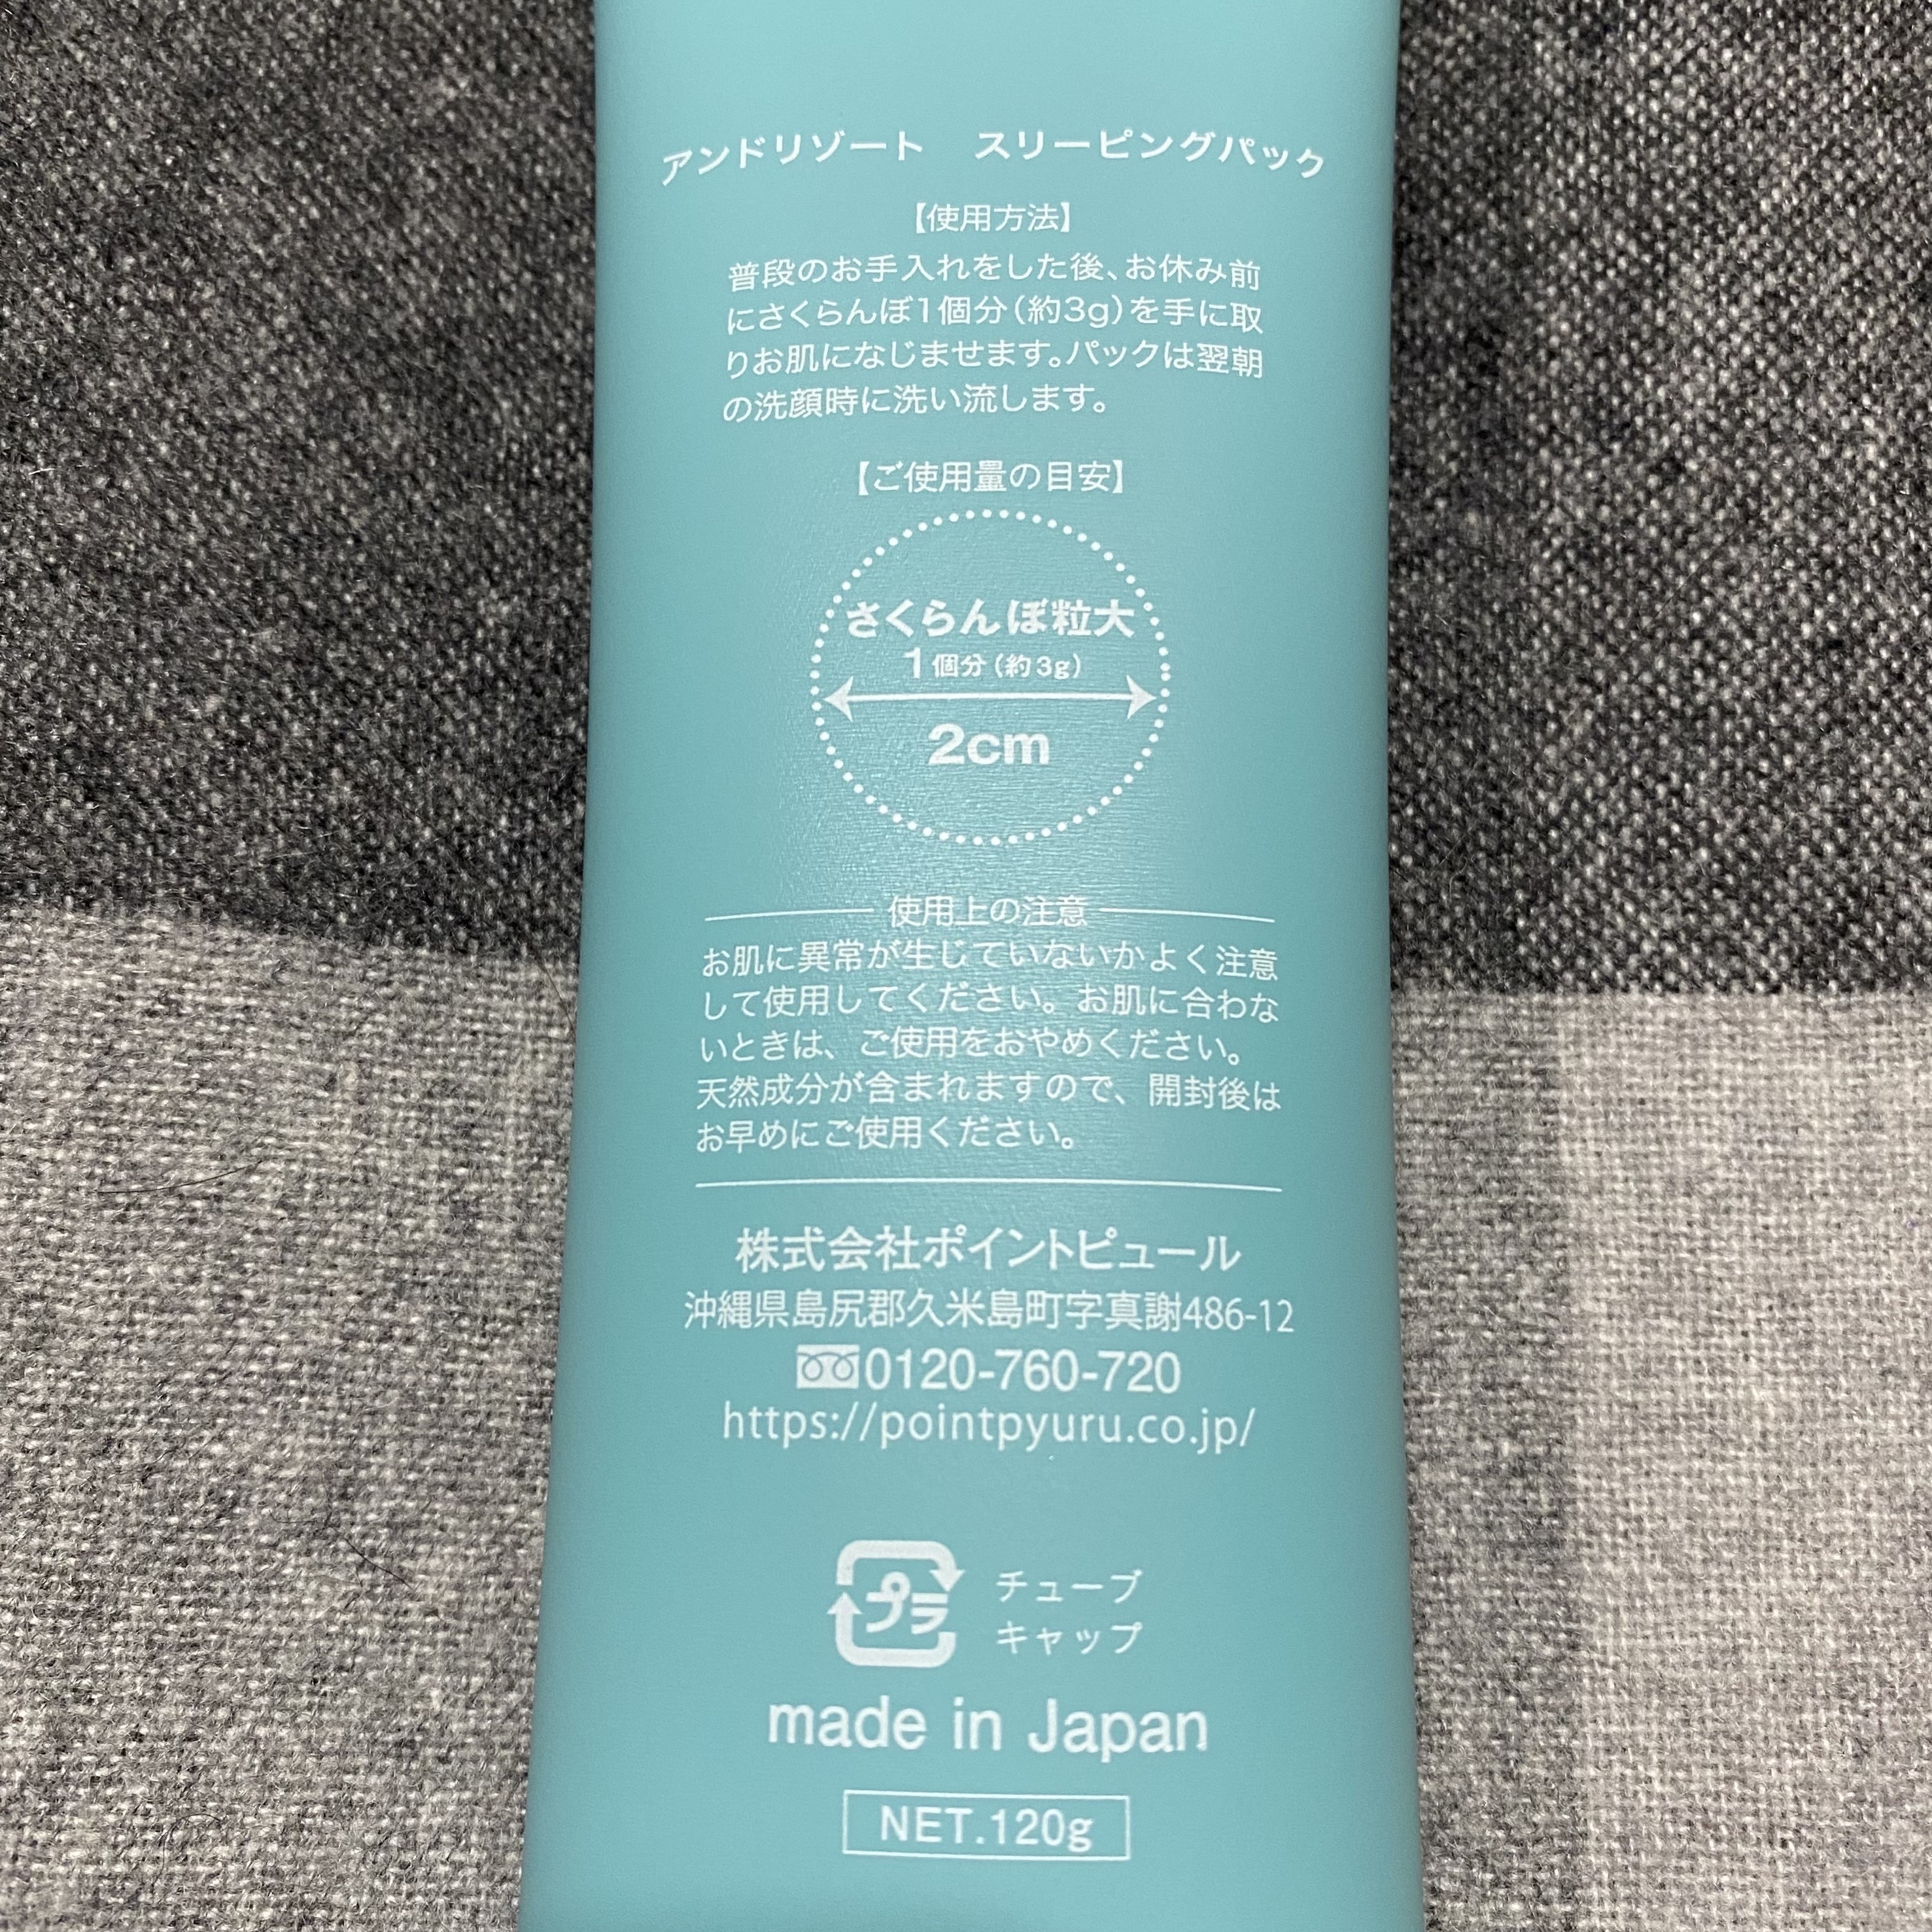 アンドリゾート　スリーピングパック
【使用方法】
普段のお手入れをした後、お休み前
にさくらんぼ1個分(約3g)を手に取
りお肌になじませます。パックは翌朝
の洗顔時に洗い流します。
【ご使用量の目安】
さくらんぼ粒大
1個分(約3g)
2cm
使用上の注意
お肌に異常が生じていないかよく注意
して使用してください。お肌に合わな
いときは、ご使用をおやめください。
天然成分が含まれますので、開封後は
お早めにご使用ください。
株式会社ポイントピュール
沖縄県島尻郡久米島町字真謝486-12
0120-760-720
https://pointpyuru.co.jp/
プラ
チューブ
キャップ
made in Japan
NET.120g